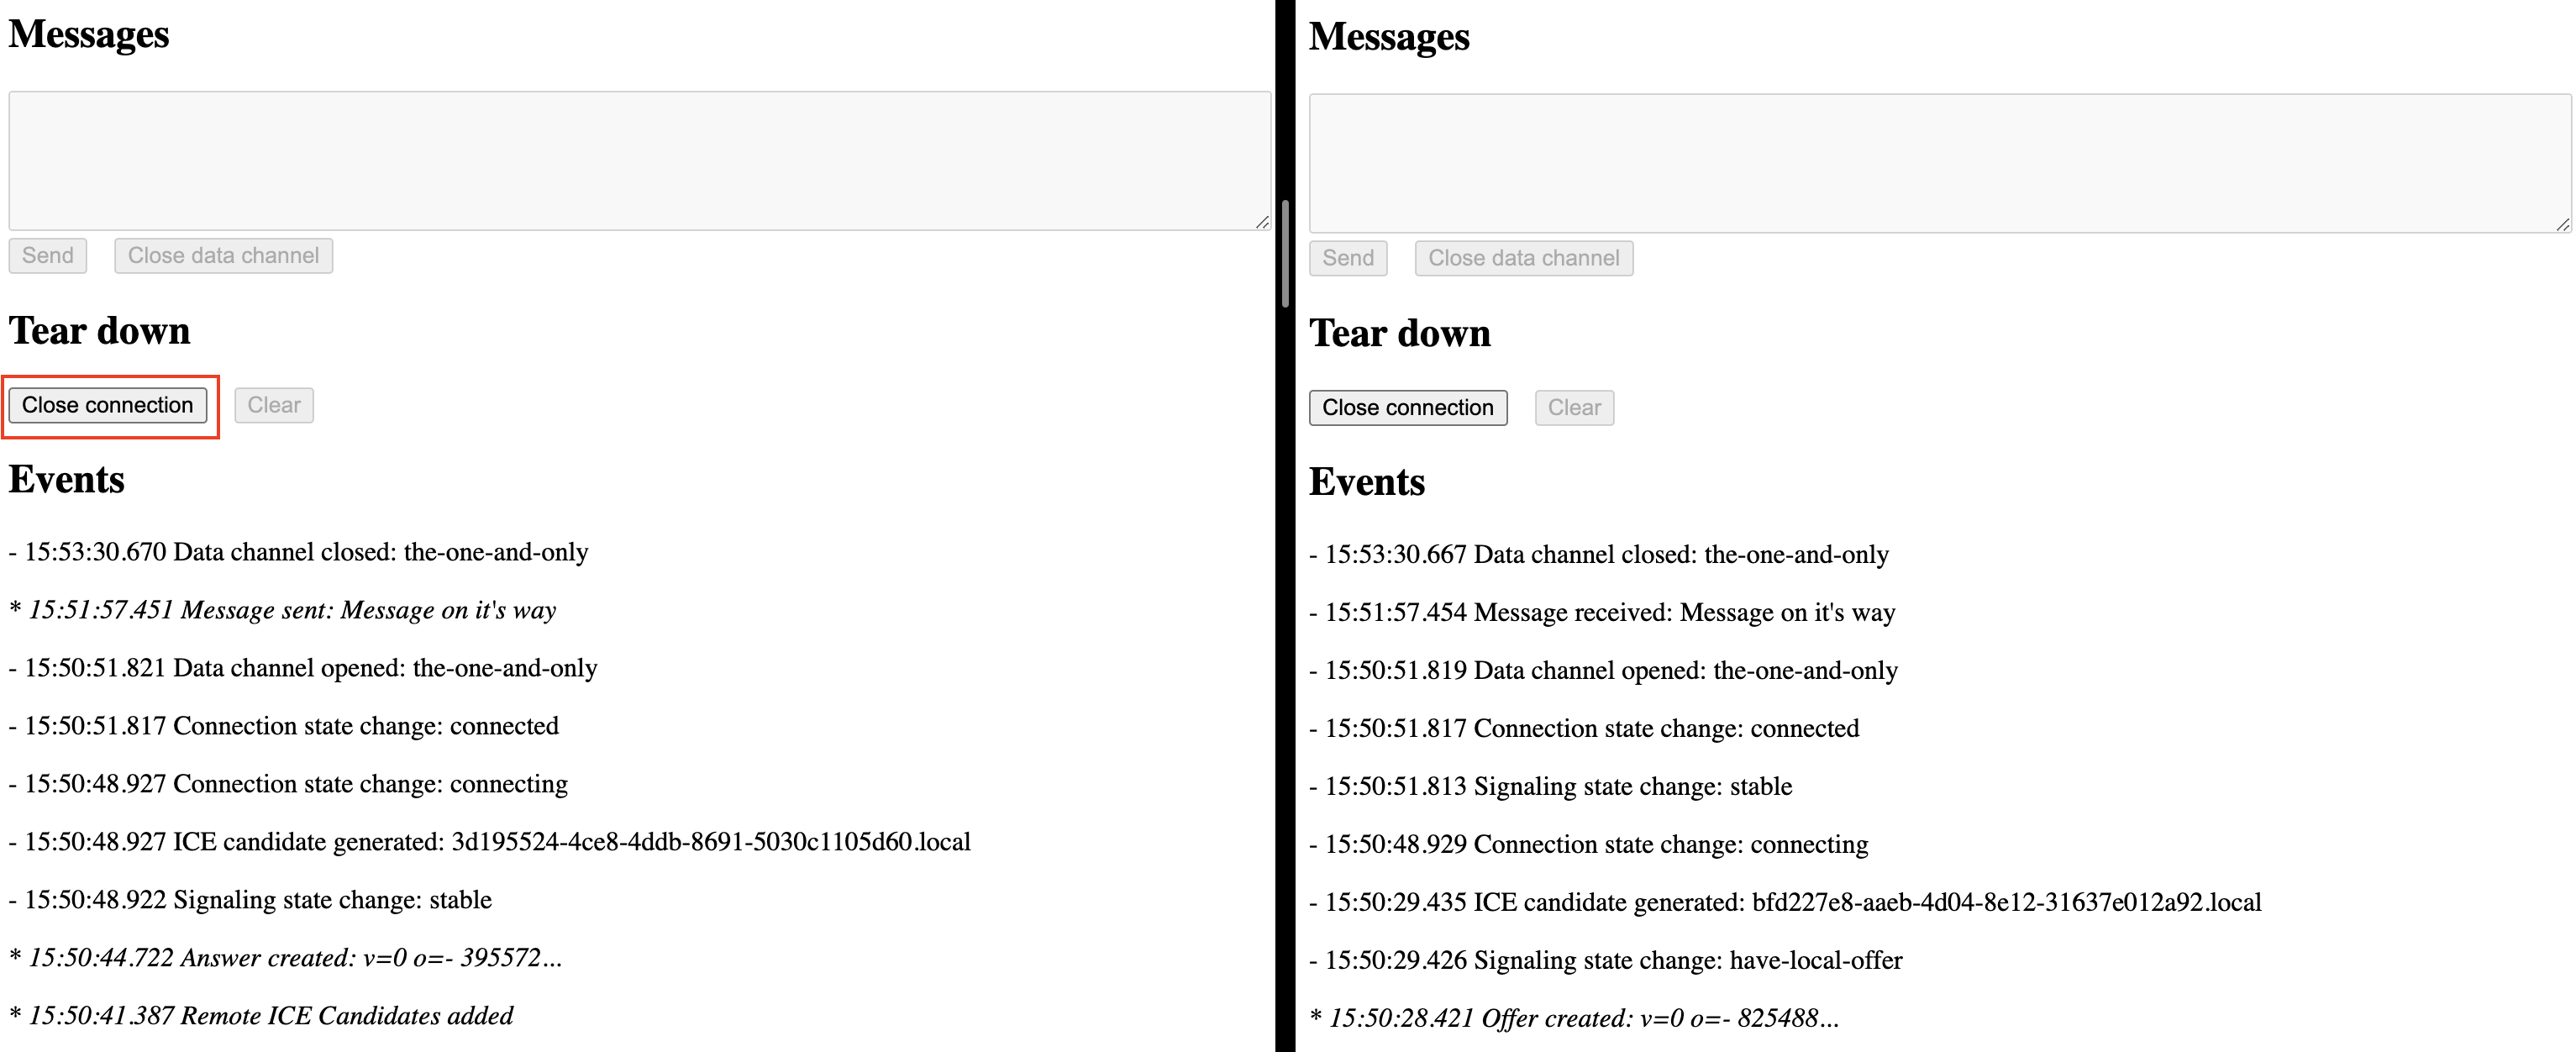 Messages
Send
Close data channel
Tear down
Close connection
Clear
Events
- 15:53:30.670 Data channel closed: the-one-and-only
* 15:51:57.451 Message sent: Message on it's way
- 15:50:51.821 Data channel opened: the-one-and-only
- 15:50:51.817 Connection state change: connected
- 15:50:48.927 Connection state change: connecting
- 15:50:48.927 ICE candidate generated: 3d195524-4ce8-4ddb-8691-5030c1105d60.local
- 15:50:48.922 Signaling state change: stable
* 15:50:44.722 Answer created: v=0 o=- 395572...
* 15:50:41.387 Remote ICE Candidates added
Messages
Send
Close data channel
Tear down
Close connection
Clear
Events
- 15:53:30.667 Data channel closed: the-one-and-only
- 15:51:57.454 Message received: Message on it's way
- 15:50:51.819 Data channel opened: the-one-and-only
- 15:50:51.817 Connection state change: connected
- 15:50:51.813 Signaling state change: stable
- 15:50:48.929 Connection state change: connecting
- 15:50:29.435 ICE candidate generated: bfd227e8-aaeb-4d04-8e12-31637e012a92.local
- 15:50:29.426 Signaling state change: have-local-offer
* 15:50:28.421 Offer created: v=0 o=- 825488...